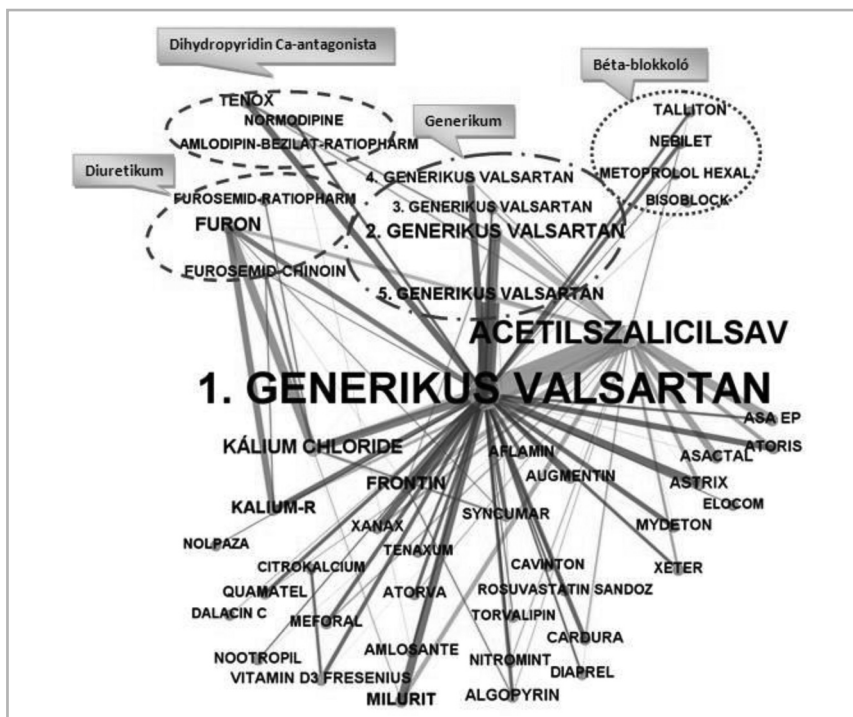 Dihydropyridin Ca-antagonista
Béta-blokkoló
TENOX
NORMODIPINE
AMLODIPIN-BEZILAT-RATIOPHARM
Generikum
TALLITON
NEBILET
METOPROLOL HEXAL
BISOBLOCK
Diuretikum
FUROSEMID-RATIOPHARM
FURON
FUROSEMID-CHINOIN
4. GENERIKUS VALSARTAN
3. GENERIKUS VALSARTAN
2. GENERIKUS VALSARTAN
5. GENERIKUS VALSARTAN
ACETILSZALICILSAV
1. GENERIKUS VALSARTAN
ASA EP
KÁLIUM CHLORIDE
AFLAMIN
ASACTAL
ATORIS
FRONTIN
AUGMENTIN
ASTRIX
KALIUM-R
ELOCOM
XANAX
SYNCUMAR
MYDETON
NOLPAZA
TENAXUM
CITROKALCIUM
CAVINTON
XETER
QUAMATEL
ATORVA
ROSUVASTATIN SANDOZ
DALACIN C
MEFORAL
TORVALIPIN
CARDURA
NOOTROPIL
AMLOSANTE
NITROMINT
DIAPREL
VITAMIN D3 FRESENIUS
MILURIT
ALGOPYRIN